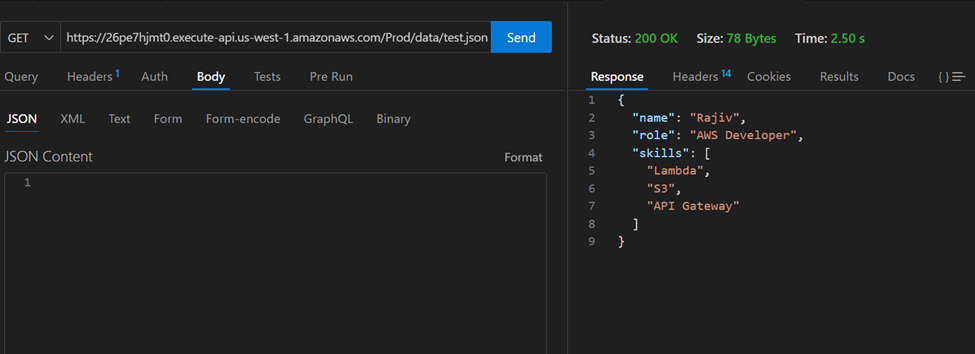 GET https://26pe7hjmt0.execute-api.us-west-1.amazonaws.com/Prod/data/test.json Send
Query Headers 1 Auth Body Tests Pre Run
JSON XML Text Form Form-encode GraphQL Binary
JSON Content Format
1
Status: 200 OK Size: 78 Bytes Time: 2.50 s
Response Headers 14 Cookies Results Docs { }
1 {
2 "name": "Rajiv",
3 "role": "AWS Developer",
4 "skills": [
5 "Lambda",
6 "S3",
7 "API Gateway"
8 ]
9 }